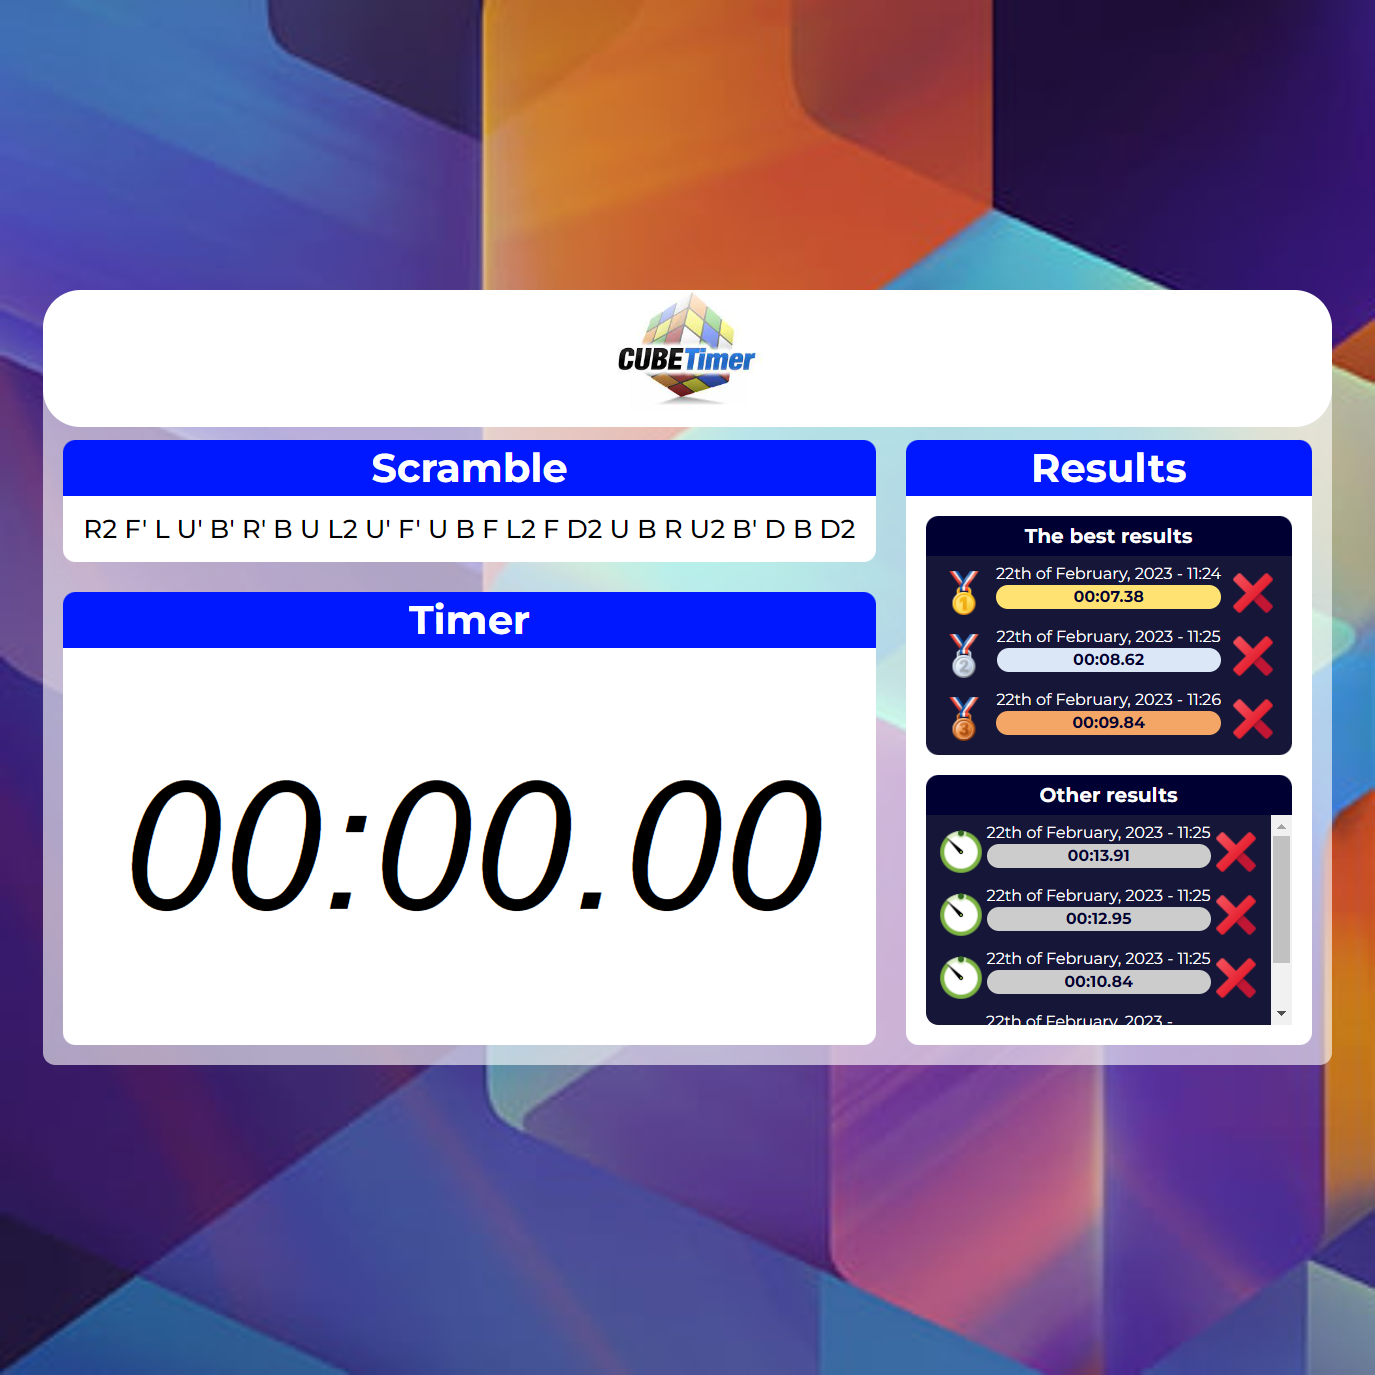 CUBETimer
Scramble
R2 F' L U' B' R' B U L2 U' F' U B F L2 F D2 U B R U2 B' D B D2
Timer
00:00.00
Results
The best results
1
22th of February, 2023 - 11:24
00:07.38
2
22th of February, 2023 - 11:25
00:08.62
3
22th of February, 2023 - 11:26
00:09.84
Other results
22th of February, 2023 - 11:25
00:13.91
22th of February, 2023 - 11:25
00:12.95
22th of February, 2023 - 11:25
00:10.84
22th of February, 2023 -